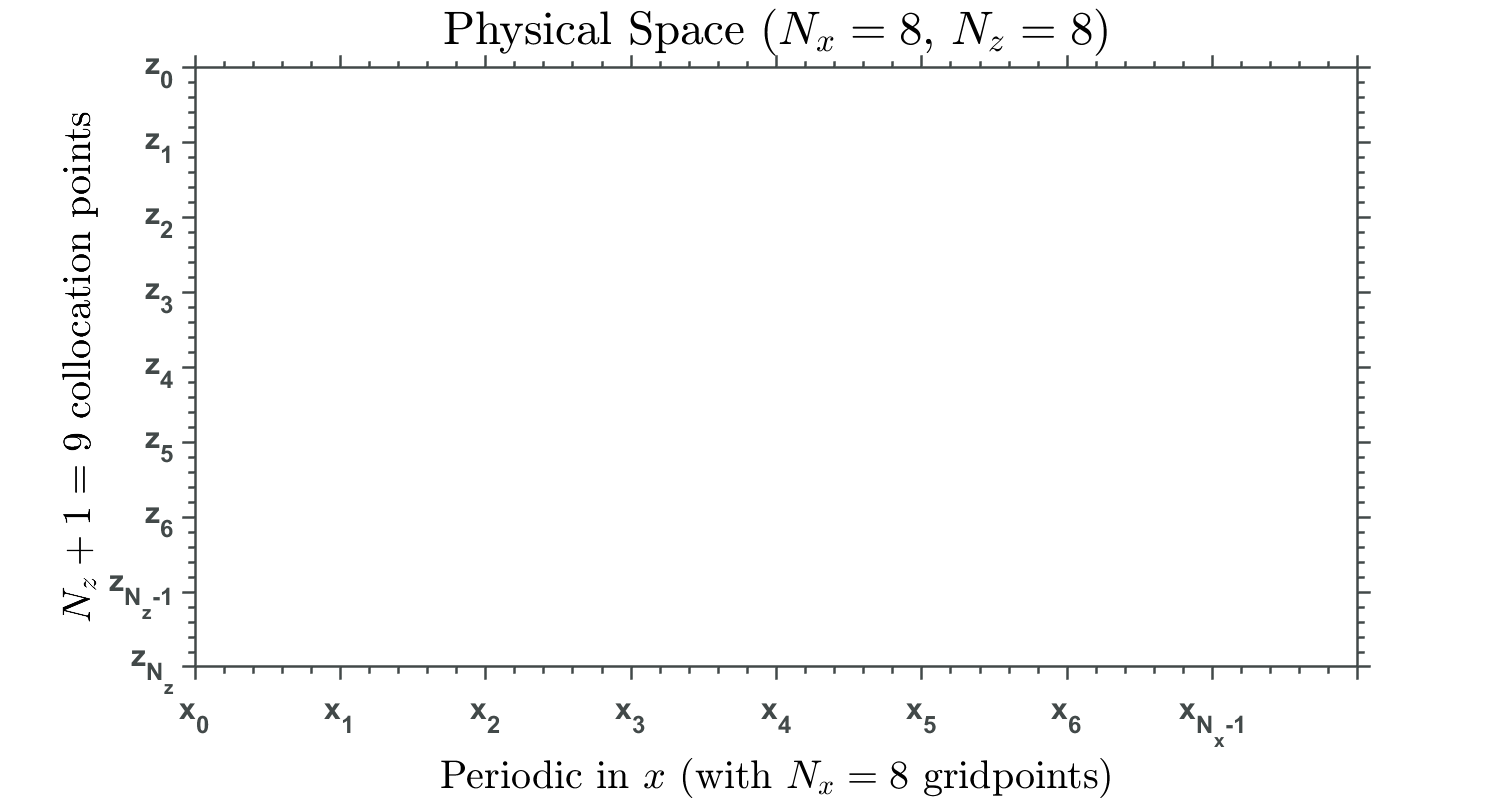 Physical Space (N_x = 8, N_z = 8)
N_z + 1 = 9 collocation points
z_0
z_1
z_2
z_3
z_4
z_5
z_6
z_{N_z-1}
z_{N_z}
x_0 x_1 x_2 x_3 x_4 x_5 x_6 x_{N_x-1}
Periodic in x (with N_x = 8 gridpoints)